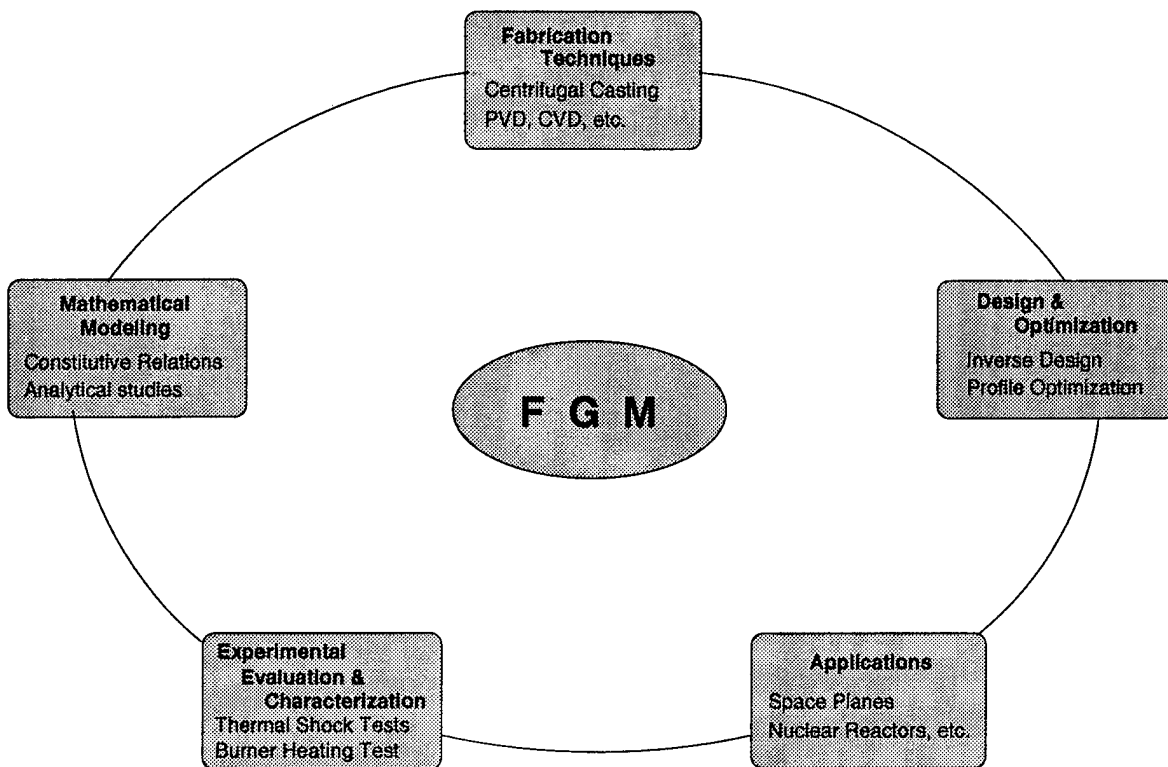 Fabrication
Techniques
Centrifugal Casting
PVD, CVD, etc.
Mathematical
Modeling
Constitutive Relations
Analytical studies
Design &
Optimization
Inverse Design
Profile Optimization
F G M
Experimental
Evaluation &
Characterization
Thermal Shock Tests
Burner Heating Test
Applications
Space Planes
Nuclear Reactors, etc.